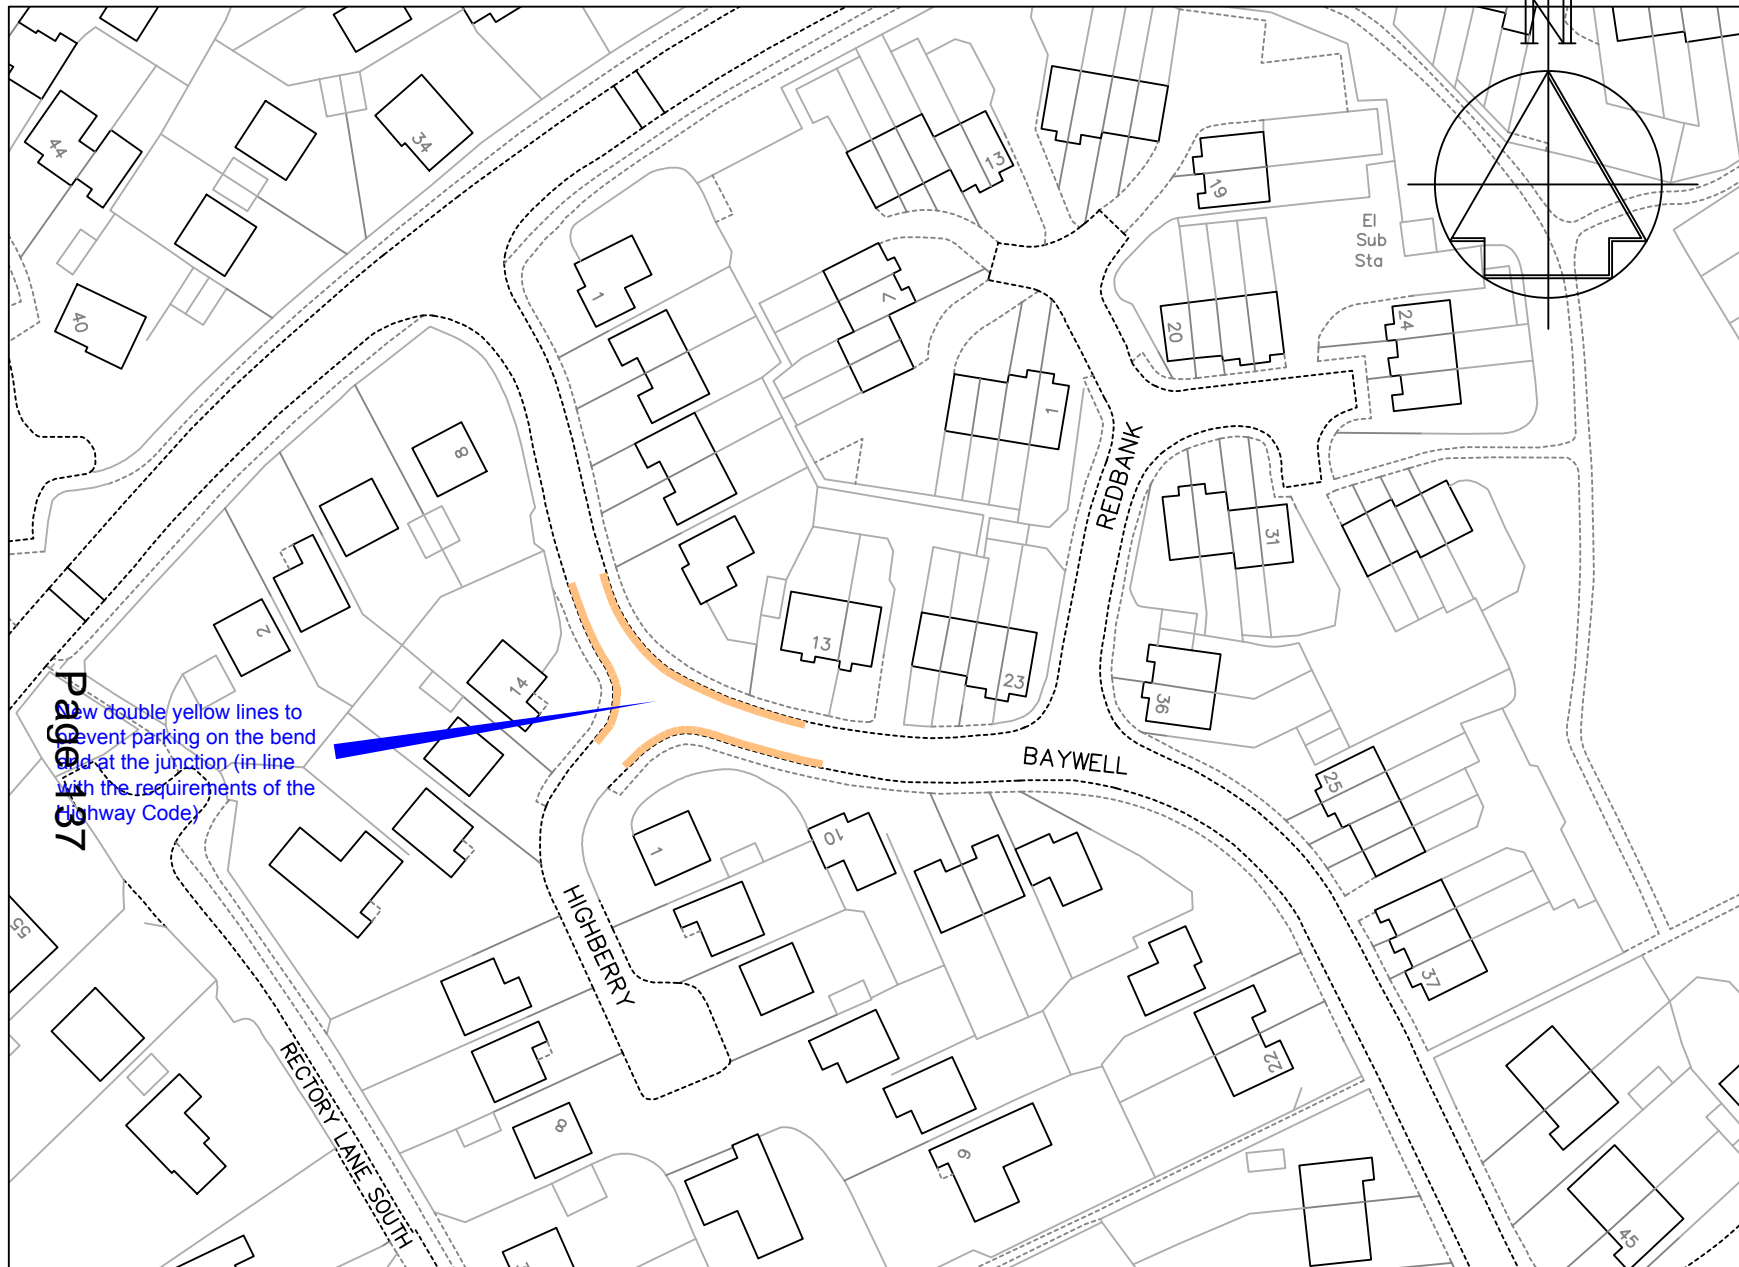 N
44
34
13
19
El
Sub
Sta
1
7
40
20
24
1
8
REDBANK
31
2
13
14
23
36
Page 137
New double yellow lines to
prevent parking on the bend
and at the junction (in line
with the requirements of the
Highway Code)
BAYWELL
25
1
10
HIGHBERRY
55
37
22
RECTORY LANE SOUTH
8
9
45